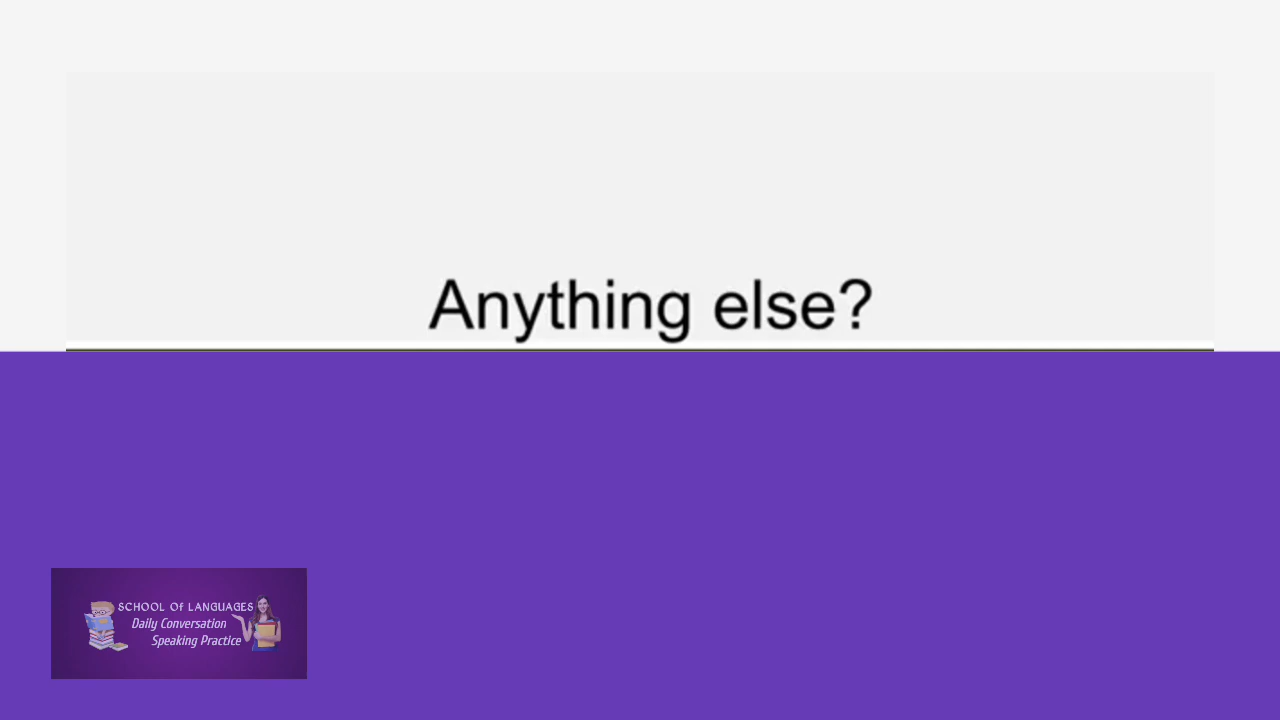 Anything else?
SCHOOL Of LANGUAGES
Daily Conversation
Speaking Practice